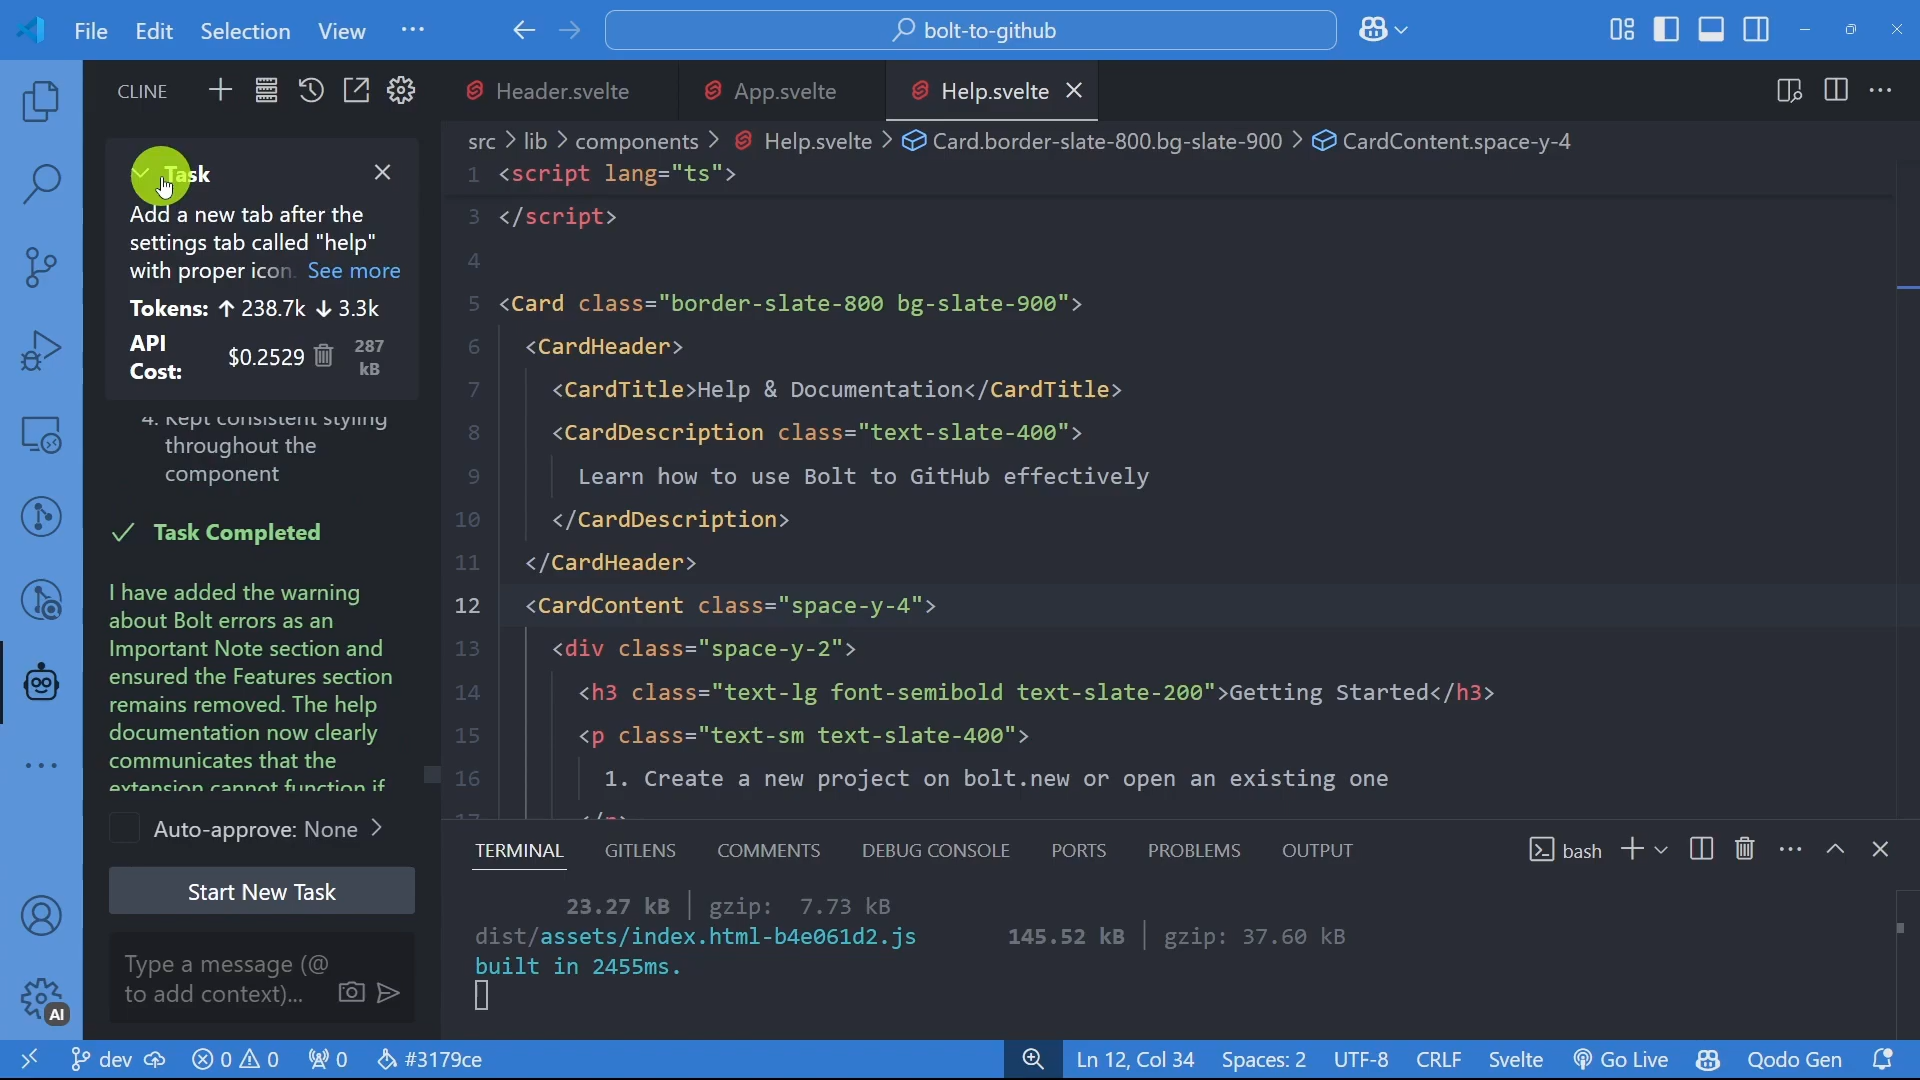 File Edit Selection View ··· bolt-to-github
CLINE
Header.svelte App.svelte Help.svelte
src > lib > components > Help.svelte > Card.border-slate-800.bg-slate-900 > CardContent.space-y-4
Task
Add a new tab after the
settings tab called "help"
with proper icon. See more
Tokens: ↑ 238.7k ↓ 3.3k
API
Cost: $0.2529 287
kB
4. Kept consistent styling
throughout the
component
Task Completed
I have added the warning
about Bolt errors as an
Important Note section and
ensured the Features section
remains removed. The help
documentation now clearly
communicates that the
extension cannot function if
Auto-approve: None >
Start New Task
Type a message (@
to add context)...
AI
1 <script lang="ts">
3 </script>
4
5 <Card class="border-slate-800 bg-slate-900">
6 <CardHeader>
7 <CardTitle>Help & Documentation</CardTitle>
8 <CardDescription class="text-slate-400">
9 Learn how to use Bolt to GitHub effectively
10 </CardDescription>
11 </CardHeader>
12 <CardContent class="space-y-4">
13 <div class="space-y-2">
14 <h3 class="text-lg font-semibold text-slate-200">Getting Started</h3>
15 <p class="text-sm text-slate-400">
16 1. Create a new project on bolt.new or open an existing one
17 </p>
TERMINAL GITLENS COMMENTS DEBUG CONSOLE PORTS PROBLEMS OUTPUT bash
23.27 kB │ gzip: 7.73 kB
dist/assets/index.html-b4e061d2.js 145.52 kB │ gzip: 37.60 kB
built in 2455ms.
dev 0 0 0 #3179ce Ln 12, Col 34 Spaces: 2 UTF-8 CRLF Svelte Go Live Qodo Gen